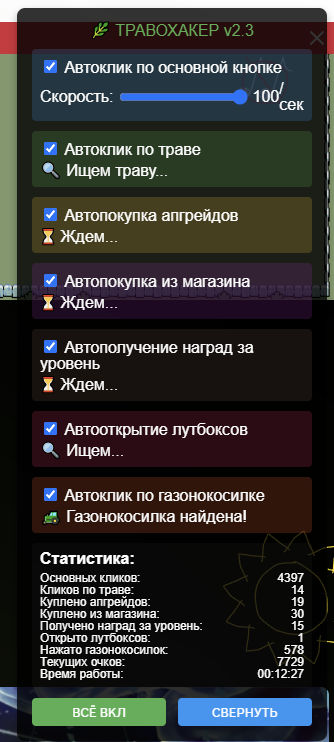 ТРАВОХАКЕР v2.3
Автоклик по основной кнопке
Скорость: 100/
сек
Автоклик по траве
Ищем траву...
Автопокупка апгрейдов
Ждем...
Автопокупка из магазина
Ждем...
Автополучение наград за
уровень
Ждем...
Автооткрытие лутбоксов
Ищем...
Автоклик по газонокосилке
Газонокосилка найдена!
Статистика:
Основных кликов: 4397
Кликов по траве: 14
Куплено апгрейдов: 19
Куплено из магазина: 30
Получено наград за уровень: 15
Открыто лутбоксов: 1
Нажато газонокосилок: 578
Текущих очков: 7729
Время работы: 00:12:27
ВСЁ ВКЛ СВЕРНУТЬ